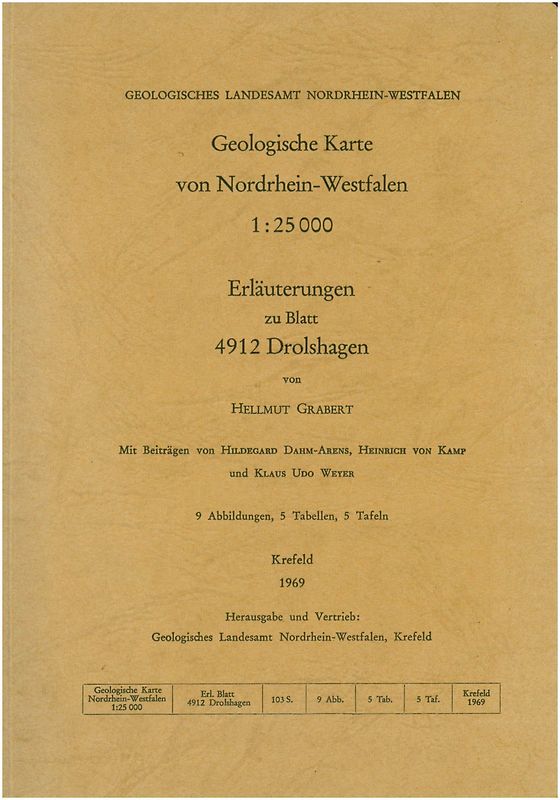 GEOLOGISCHES LANDESAMT NORDRHEIN-WESTFALEN
Geologische Karte
von Nordrhein-Westfalen
1:25000
Erläuterungen
zu Blatt
4912 Drolshagen
von
HELLMUT GRABERT
Mit Beiträgen von HILDEGARD DAHM-ARENS, HEINRICH VON KAMP
und KLAUS UDO WEYER
9 Abbildungen, 5 Tabellen, 5 Tafeln
Krefeld
1969
Herausgabe und Vertrieb:
Geologisches Landesamt Nordrhein-Westfalen, Krefeld
Geologische Karte
Nordrhein-Westfalen
1:25 000
Erl. Blatt
4912 Drolshagen
103 S.
9 Abb.
5 Tab.
5 Taf.
Krefeld
1969